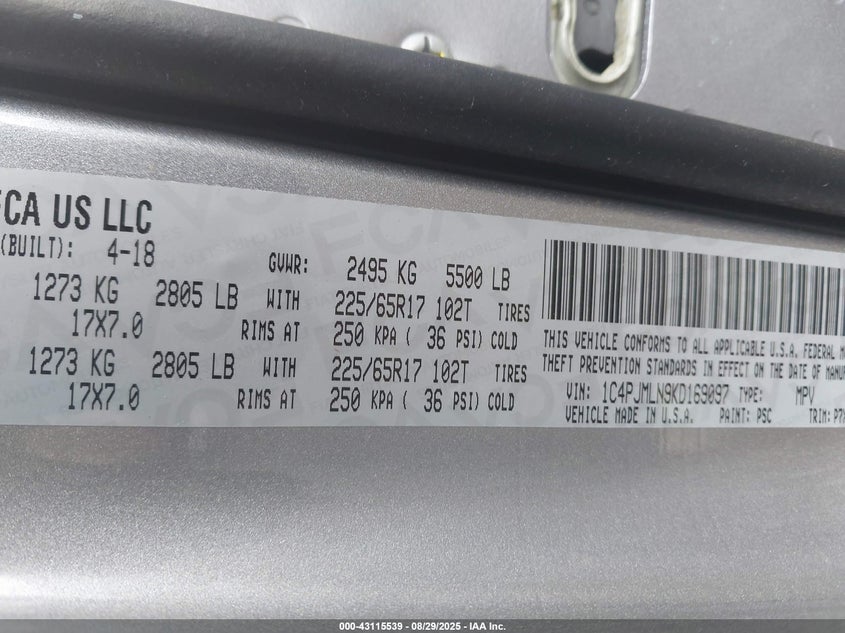 FCA US LLC
(BUILT): 4-18 GVWR: 2495 KG 5500 LB
1273 KG 2805 LB WITH 225/65R17 102T TIRES
17X7.0 RIMS AT 250 KPA ( 36 PSI) COLD
1273 KG 2805 LB WITH 225/65R17 102T TIRES
17X7.0 RIMS AT 250 KPA ( 36 PSI) COLD
THIS VEHICLE CONFORMS TO ALL APPLICABLE U.S.A. FEDERAL
THEFT PREVENTION STANDARDS IN EFFECT ON THE DATE OF
VIN: 1C4PJMLN9KD169097 TYPE: MPV
VEHICLE MADE IN U.S.A. PAINT: PSC TRIM:
000-43115539 - 08/29/2025 - IAA Inc.